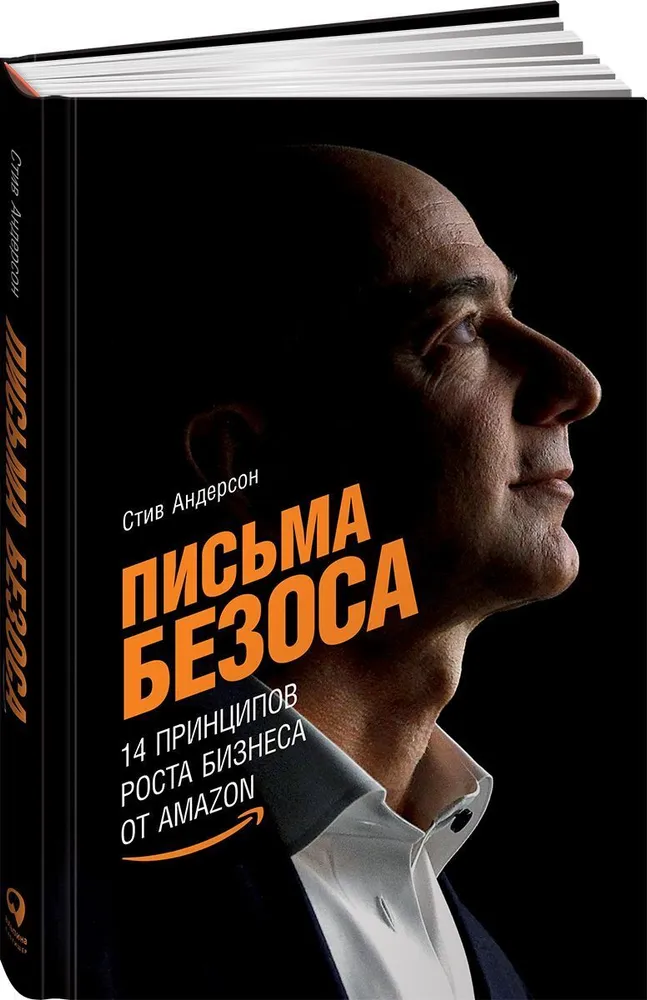 Стив Андерсон
ПИСЬМА БЕЗОСА
Стив Андерсон
ПИСЬМА
БЕЗОСА
14 ПРИНЦИПОВ
РОСТА БИЗНЕСА
ОТ AMAZON